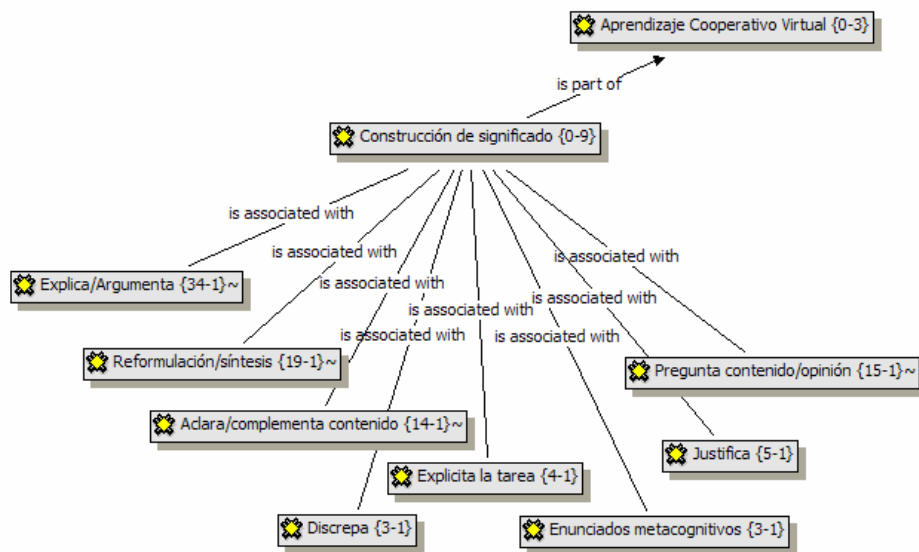 Aprendizaje Cooperativo Virtual {0-3}
is part of
Construcción de significado {0-9}
is associated with
is associated with
is associated with
is associated with
is associated with
is associated with
is associated with
is associated with
Explica/Argumenta {34-1}~
Reformulación/síntesis {19-1}~
Pregunta contenido/opinión {15-1}~
Aclara/complementa contenido {14-1}~
Justifica {5-1}
Explicita la tarea {4-1}
Discrepa {3-1}
Enunciados metacognitivos {3-1}